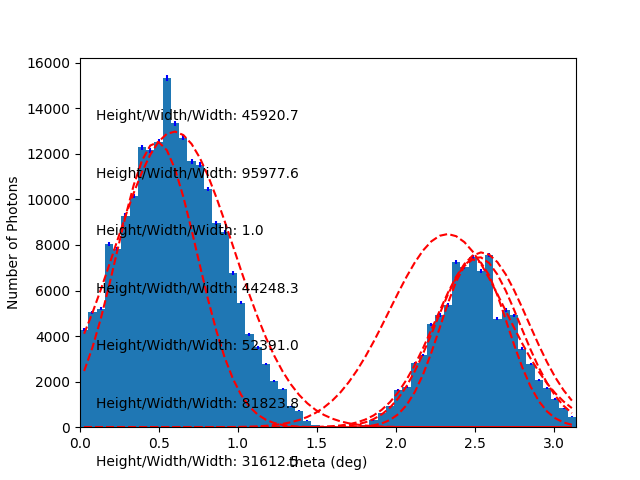 16000
14000
12000
10000
8000
6000
4000
2000
0
Number of Photons
Height/Width/Width: 45920.7
Height/Width/Width: 95977.6
Height/Width/Width: 1.0
Height/Width/Width: 44248.3
Height/Width/Width: 52391.0
Height/Width/Width: 81823.8
0.0 0.5 1.0 1.5 2.0 2.5 3.0
Height/Width/Width: 31612.5
theta (deg)